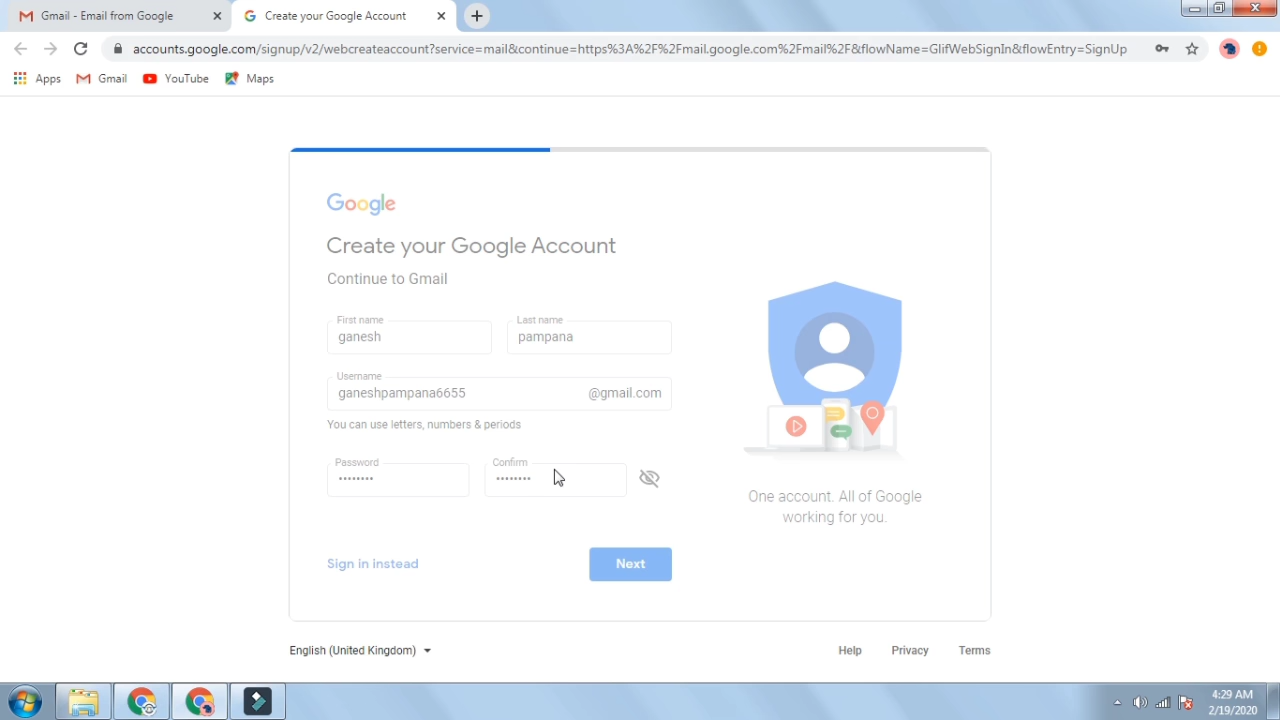 Gmail - Email from Google
Create your Google Account
accounts.google.com/signup/v2/webcreateaccount?service=mail&continue=https%3A%2F%2Fmail.google.com%2Fmail%2F&flowName=GlifWebSignIn&flowEntry=SignUp
Apps Gmail YouTube Maps
Google
Create your Google Account
Continue to Gmail
First name Last name
ganesh pampana
Username
ganeshpampana6655 @gmail.com
You can use letters, numbers & periods
Password Confirm
•••••••• ••••••••
One account. All of Google
working for you.
Sign in instead Next
English (United Kingdom) Help Privacy Terms
4:29 AM
2/19/2020